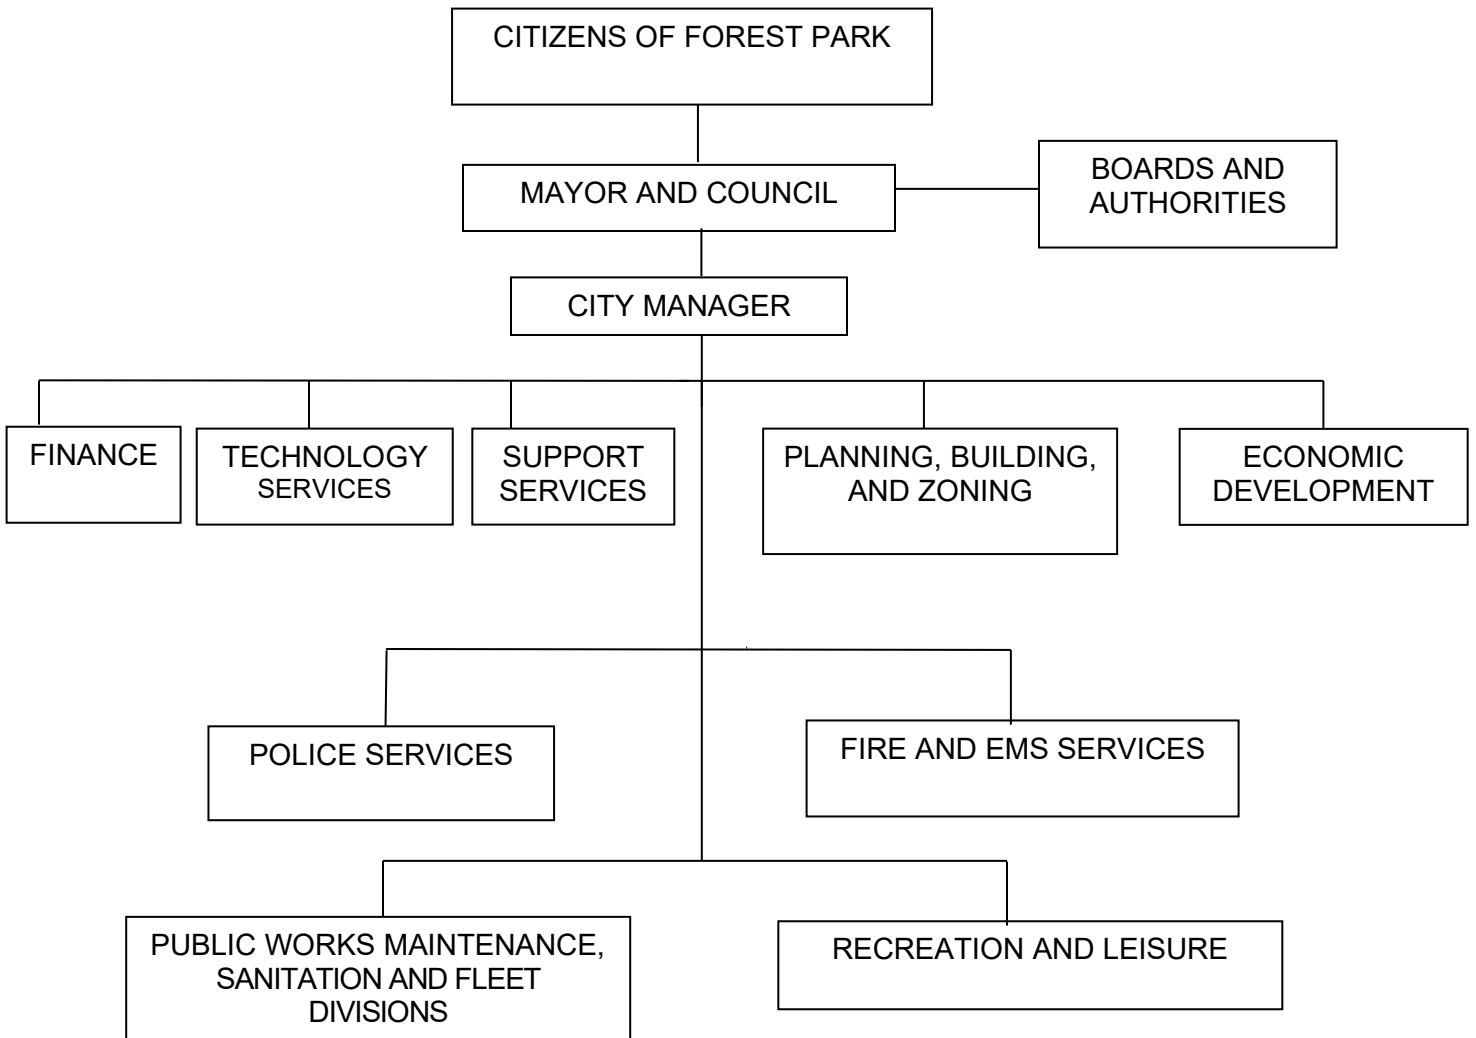 CITIZENS OF FOREST PARK
MAYOR AND COUNCIL
BOARDS AND
AUTHORITIES
CITY MANAGER
FINANCE
TECHNOLOGY
SERVICES
SUPPORT
SERVICES
PLANNING, BUILDING,
AND ZONING
ECONOMIC
DEVELOPMENT
POLICE SERVICES
FIRE AND EMS SERVICES
PUBLIC WORKS MAINTENANCE,
SANITATION AND FLEET
DIVISIONS
RECREATION AND LEISURE